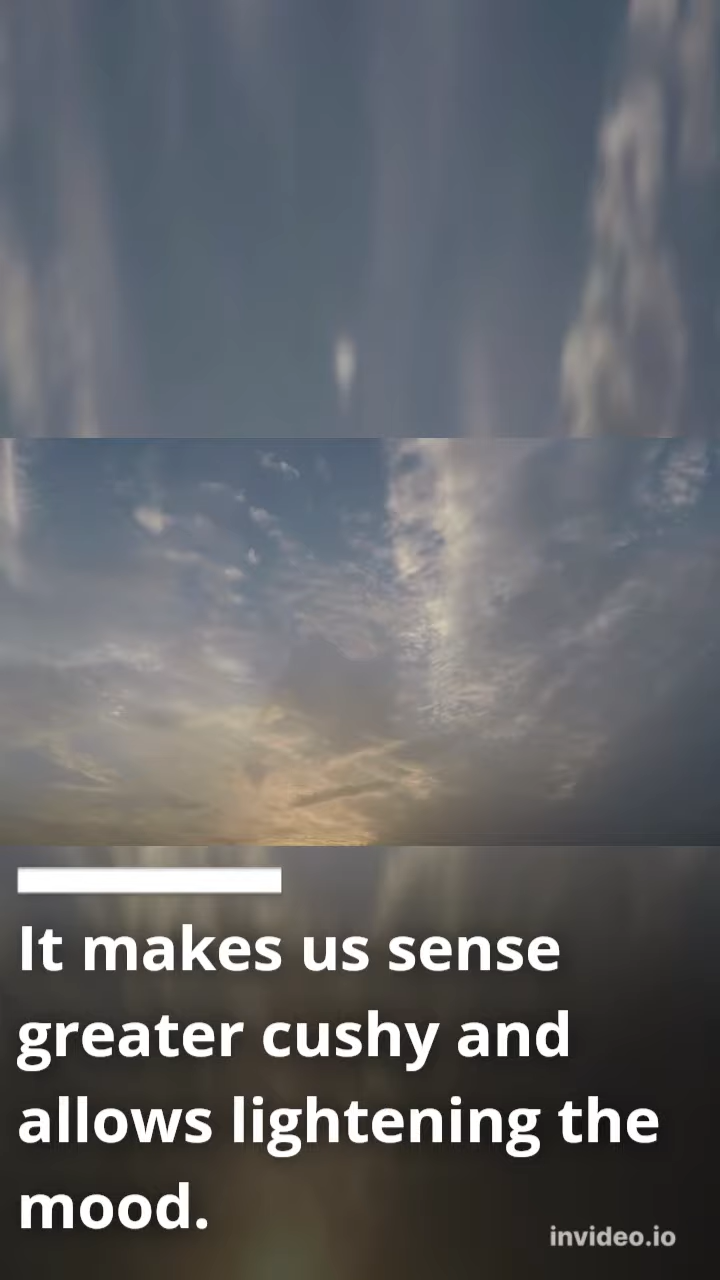 It makes us sense
greater cushy and
allows lightening the
mood.
invideo.io